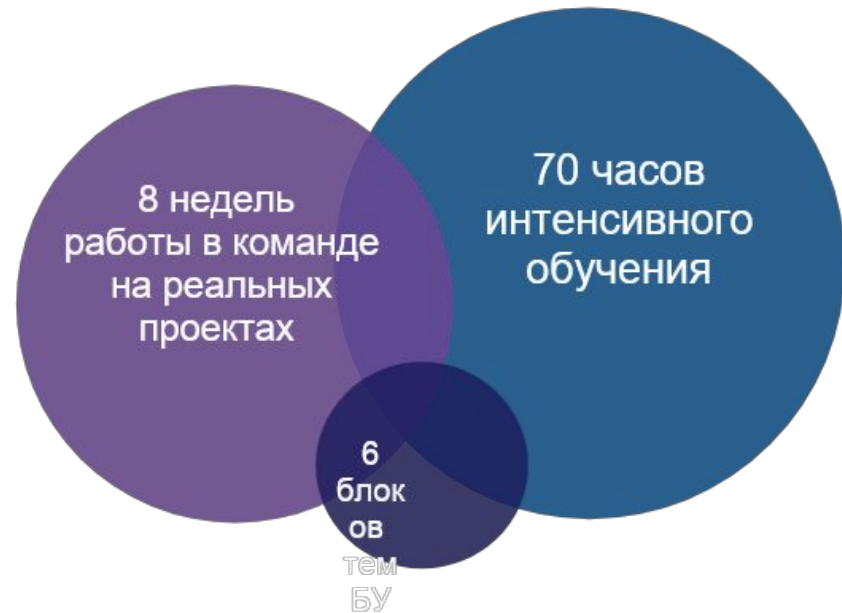 8 недель
работы в команде
на реальных
проектах
70 часов
интенсивного
обучения
6
блок
ов
тем
БУ